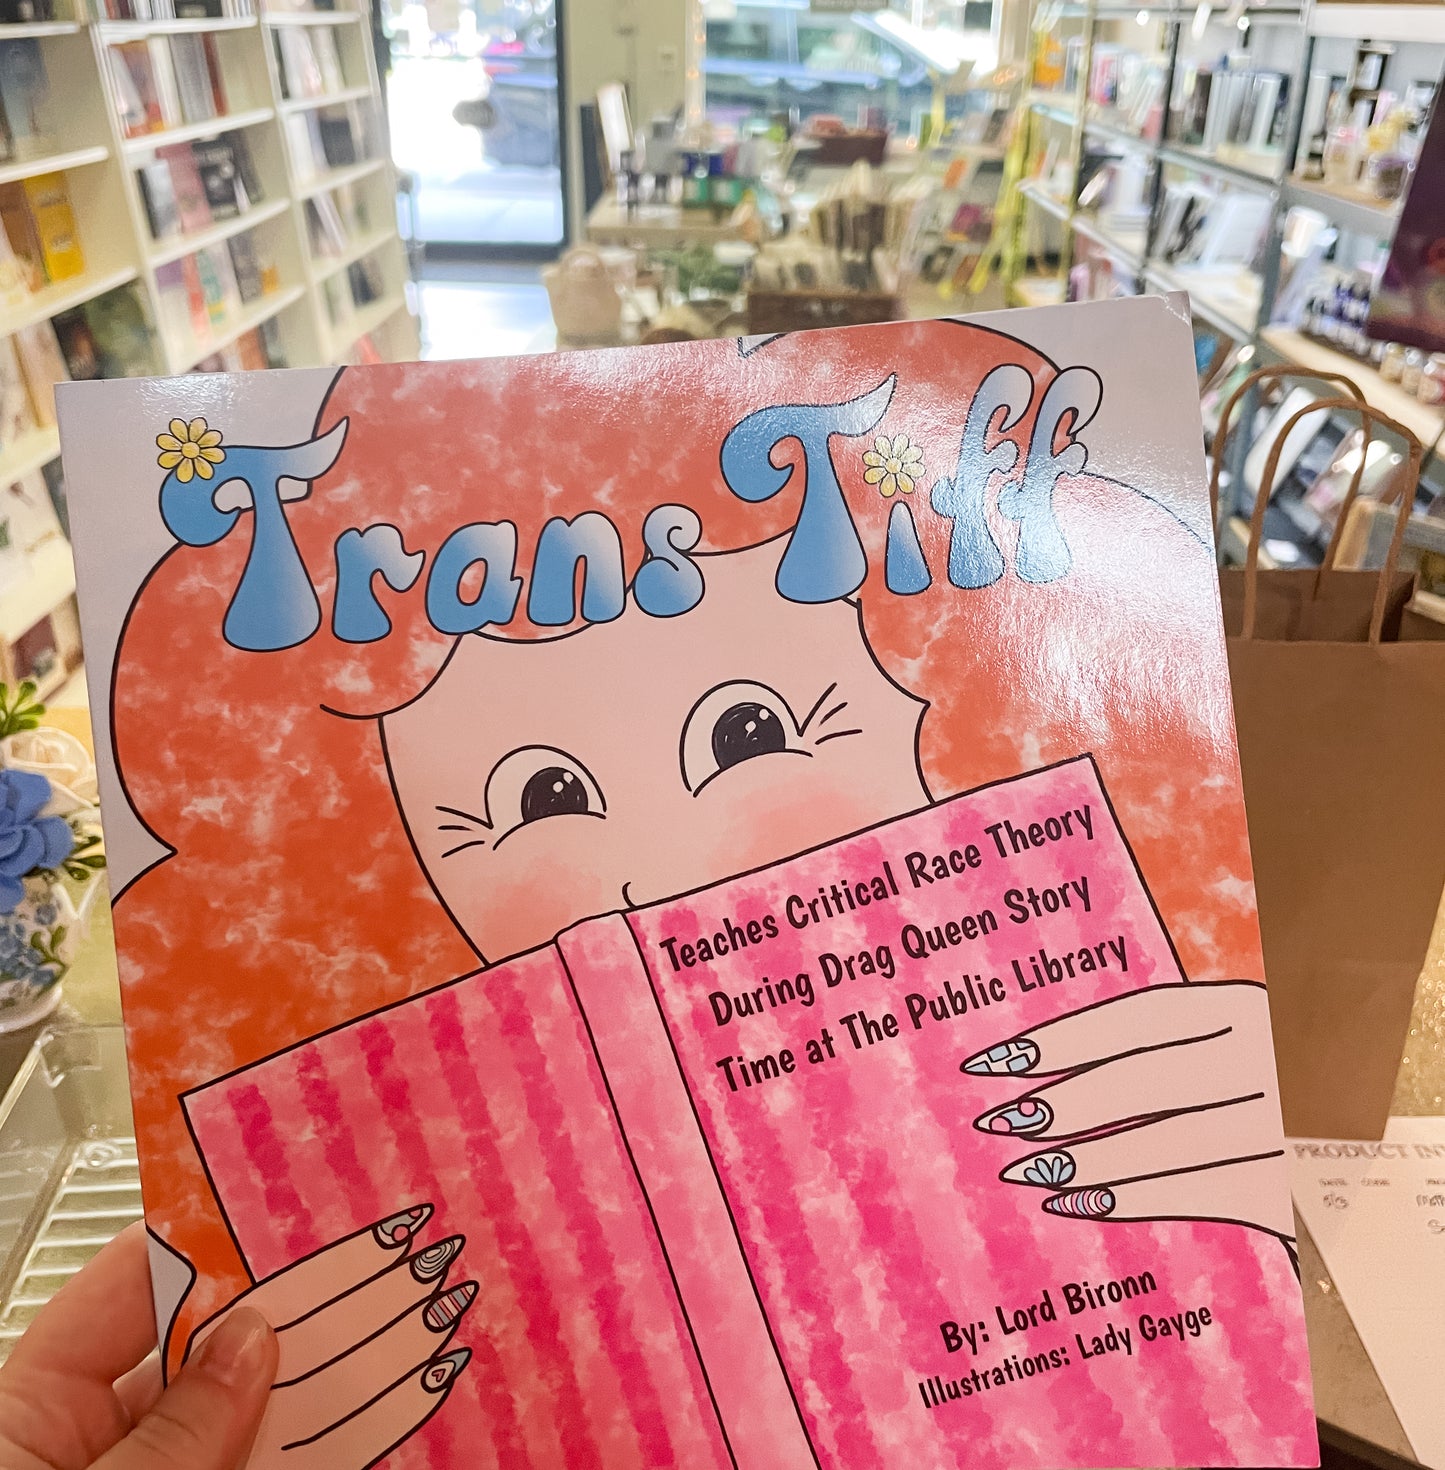 Trans Tiff
Teaches Critical Race Theory
During Drag Queen Story
Time at The Public Library
By: Lord Bironn
Illustrations: Lady Gayge
PRODUCT